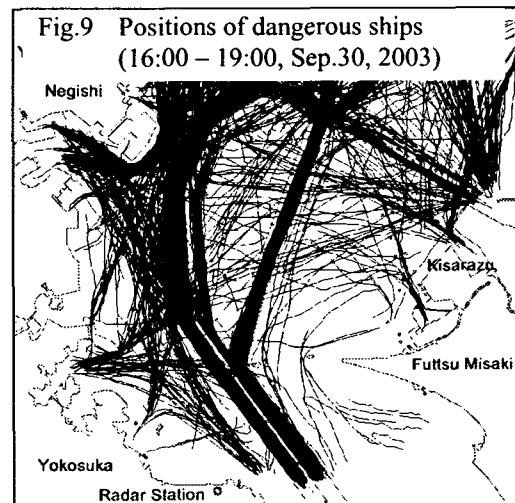 Fig.9 Positions of dangerous ships
(16:00 – 19:00, Sep.30, 2003)
Negishi
Kisarazu
Futtsu Misaki
Yokosuka
Radar Station